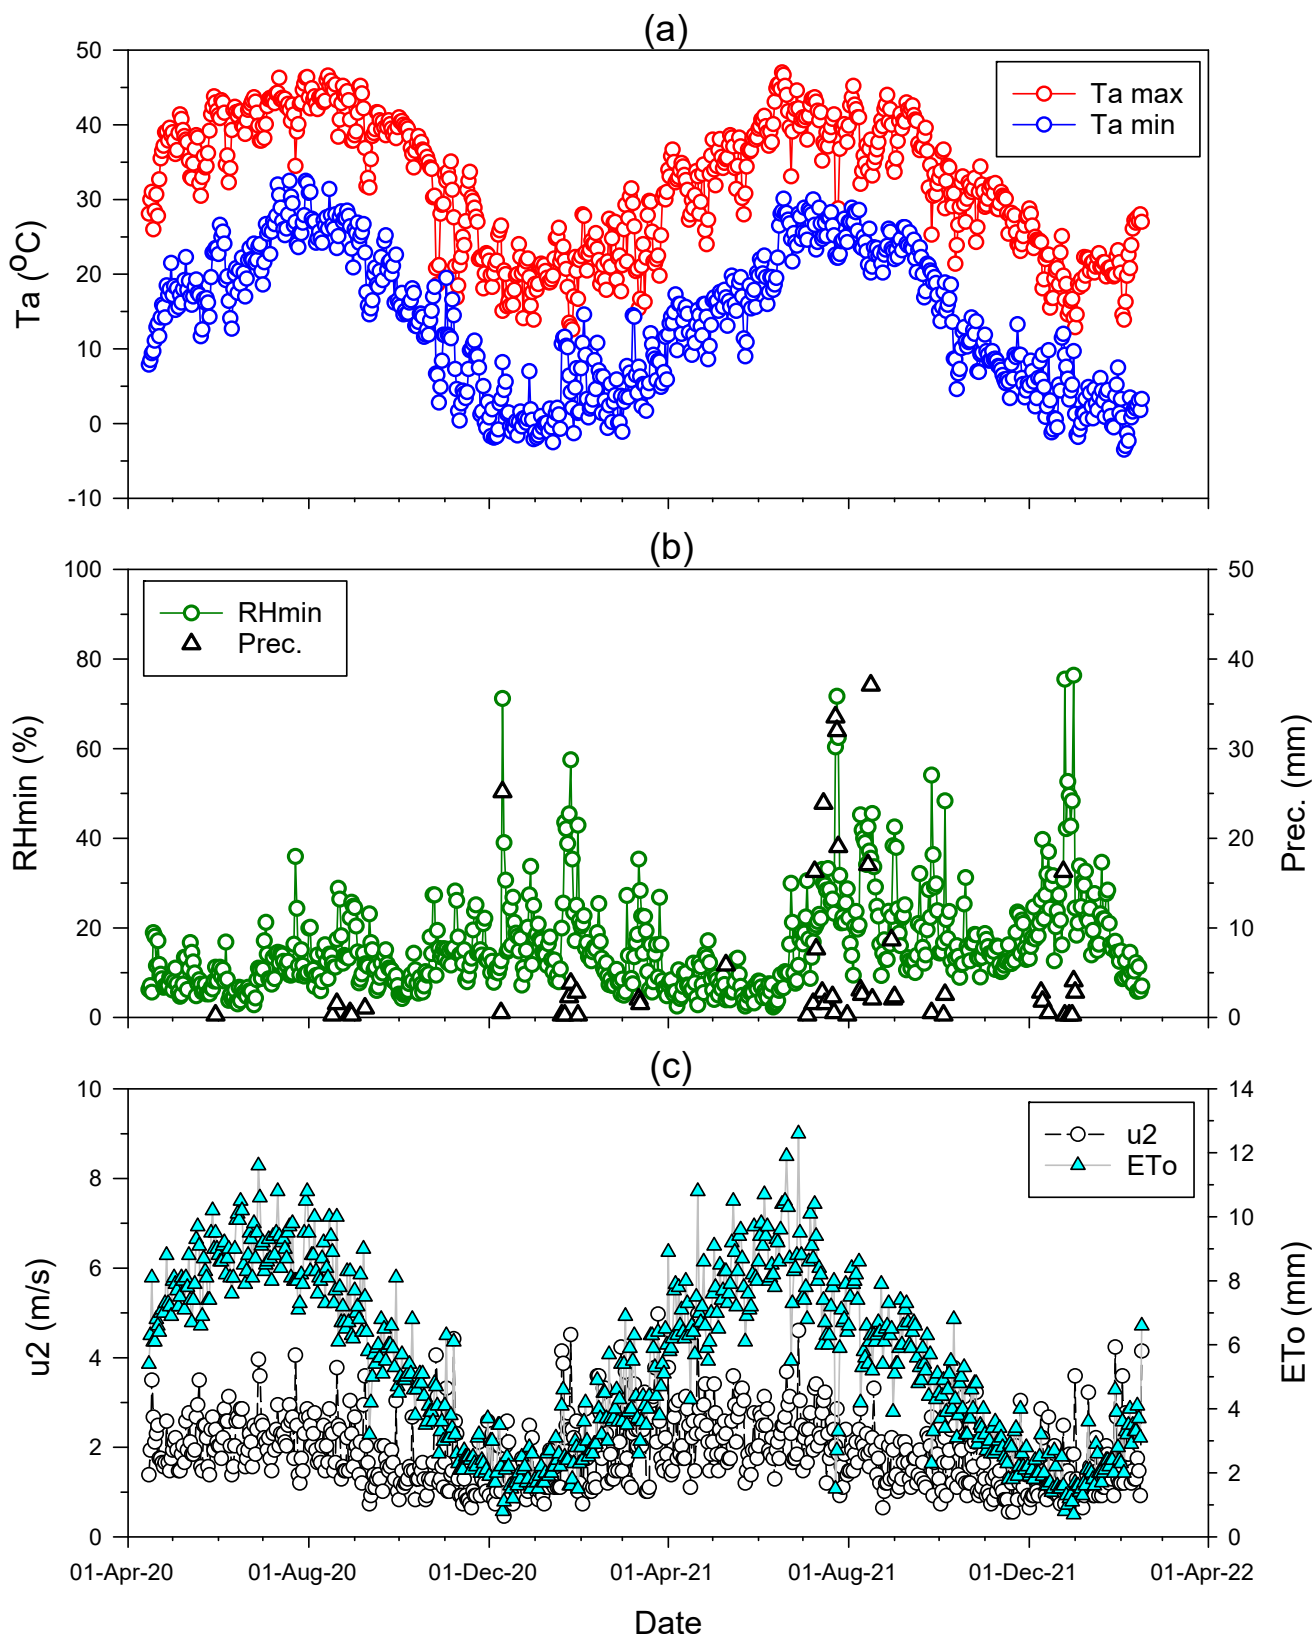 (a)
50
40
30
20
10
0
-10
Ta (ºC)
Ta max
Ta min
(b)
100
80
60
40
20
0
RHmin (%)
RHmin
Prec.
50
40
30
20
10
0
Prec. (mm)
(c)
10
8
6
4
2
0
u2 (m/s)
u2
ETo
14
12
10
8
6
4
2
0
ETo (mm)
01-Apr-20 01-Aug-20 01-Dec-20 01-Apr-21 01-Aug-21 01-Dec-21 01-Apr-22
Date